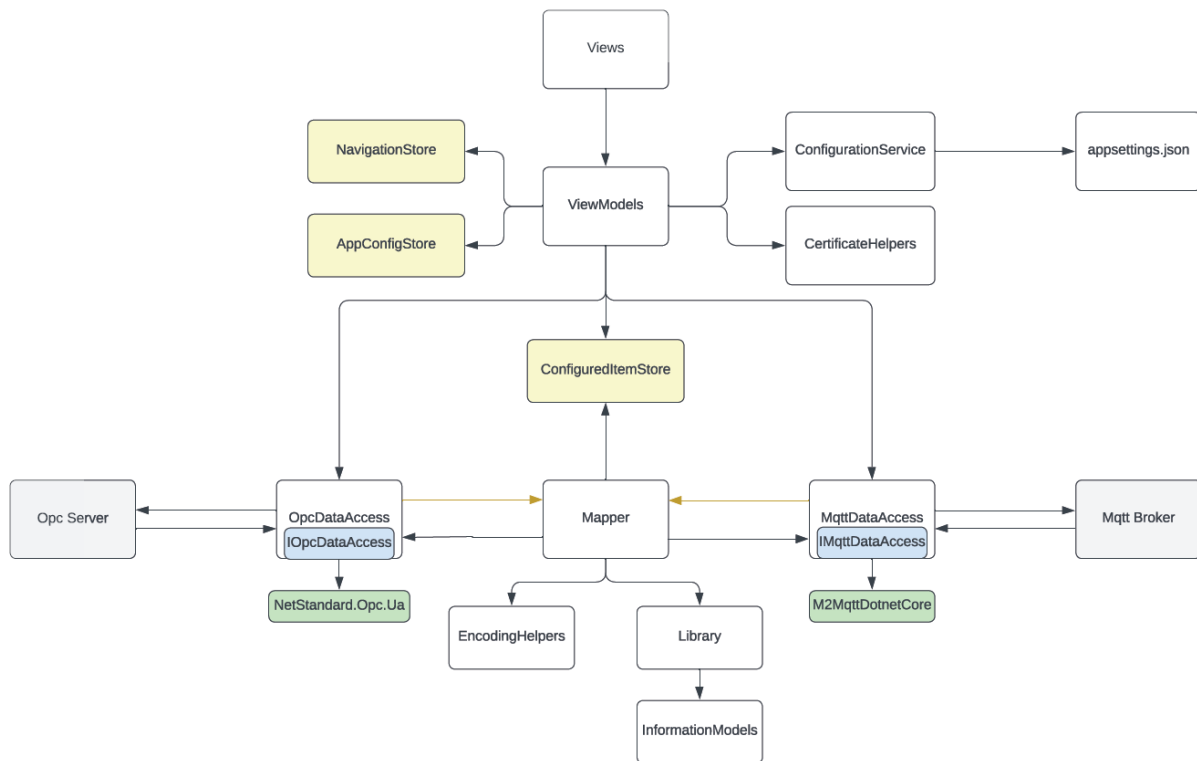 Views
NavigationStore
ConfigurationService
appsettings.json
ViewModels
AppConfigStore
CertificateHelpers
ConfiguredItemStore
Opc Server
OpcDataAccess
IOpcDataAccess
Mapper
MqttDataAccess
IMqttDataAccess
Mqtt Broker
NetStandard.Opc.Ua
M2MqttDotnetCore
EncodingHelpers
Library
InformationModels